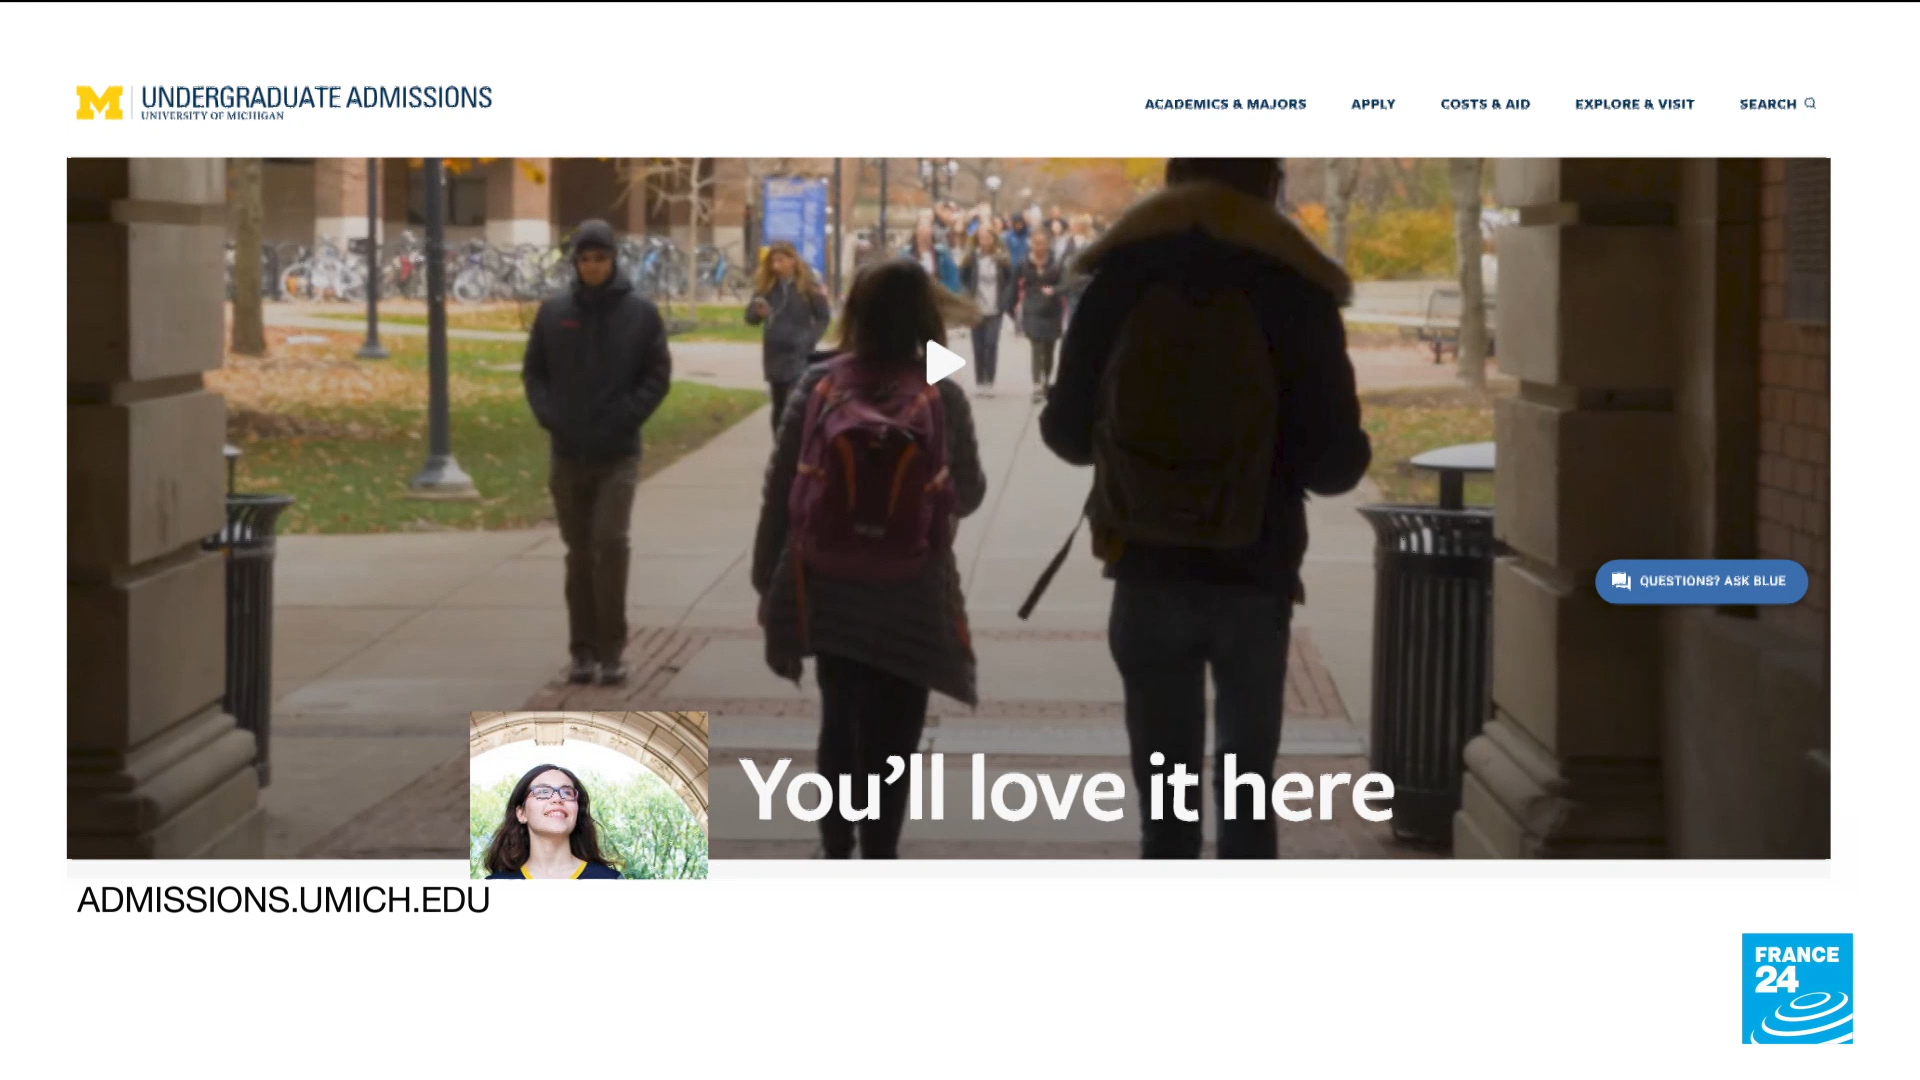 M
UNDERGRADUATE ADMISSIONS
UNIVERSITY OF MICHIGAN
ACADEMICS & MAJORS
APPLY
COSTS & AID
EXPLORE & VISIT
SEARCH
QUESTIONS? ASK BLUE
You’ll love it here
ADMISSIONS.UMICH.EDU
FRANCE
24